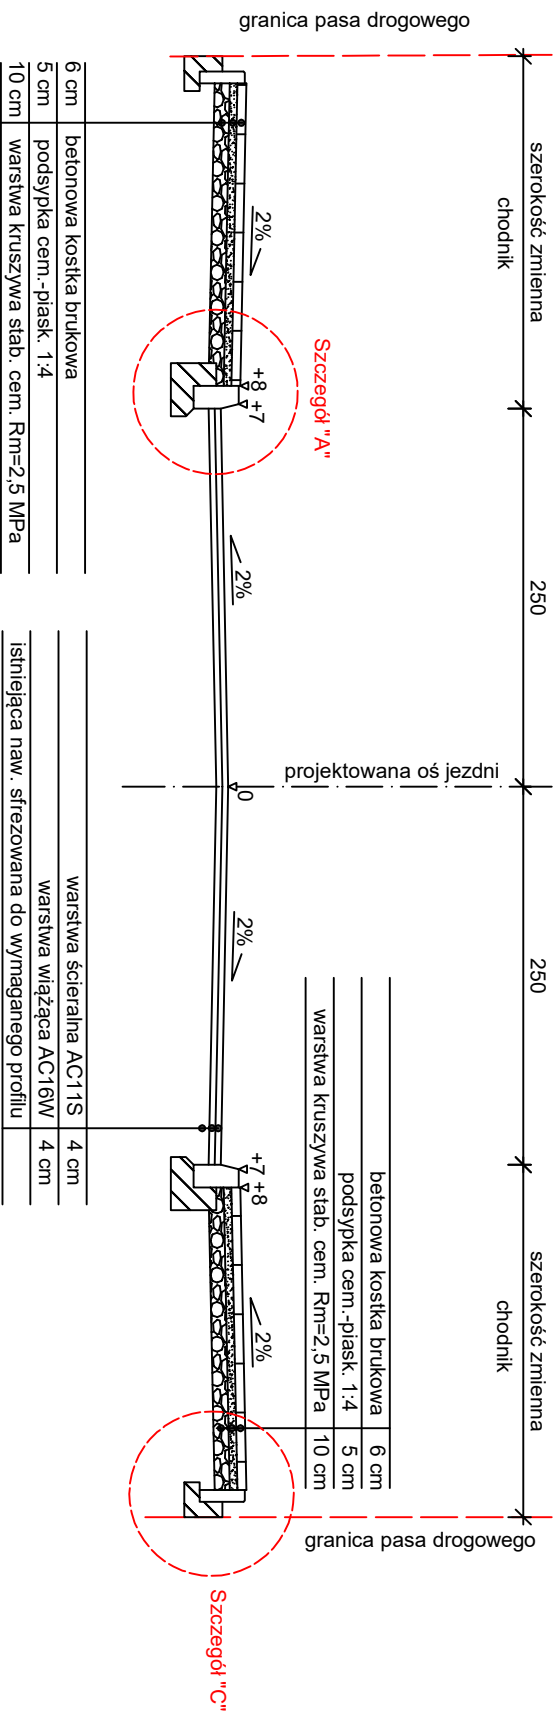 granica pasa drogowego
szerokość zmienna
chodnik
250
projektowana oś jezdni
250
szerokość zmienna
chodnik
granica pasa drogowego
2%
Szczegół "A"
+8
+7
2%
0
2%
+7
+8
2%
Szczegół "C"
6 cm betonowa kostka brukowa
5 cm podsypka cem.-piask. 1:4
10 cm warstwa kruszywa stab. cem. Rm=2,5 MPa
warstwa ścieralna AC11S 4 cm
warstwa wiążąca AC16W 4 cm
istniejąca naw. sfrezowana do wymaganego profilu
betonowa kostka brukowa 6 cm
podsypka cem.-piask. 1:4 5 cm
warstwa kruszywa stab. cem. Rm=2,5 MPa 10 cm